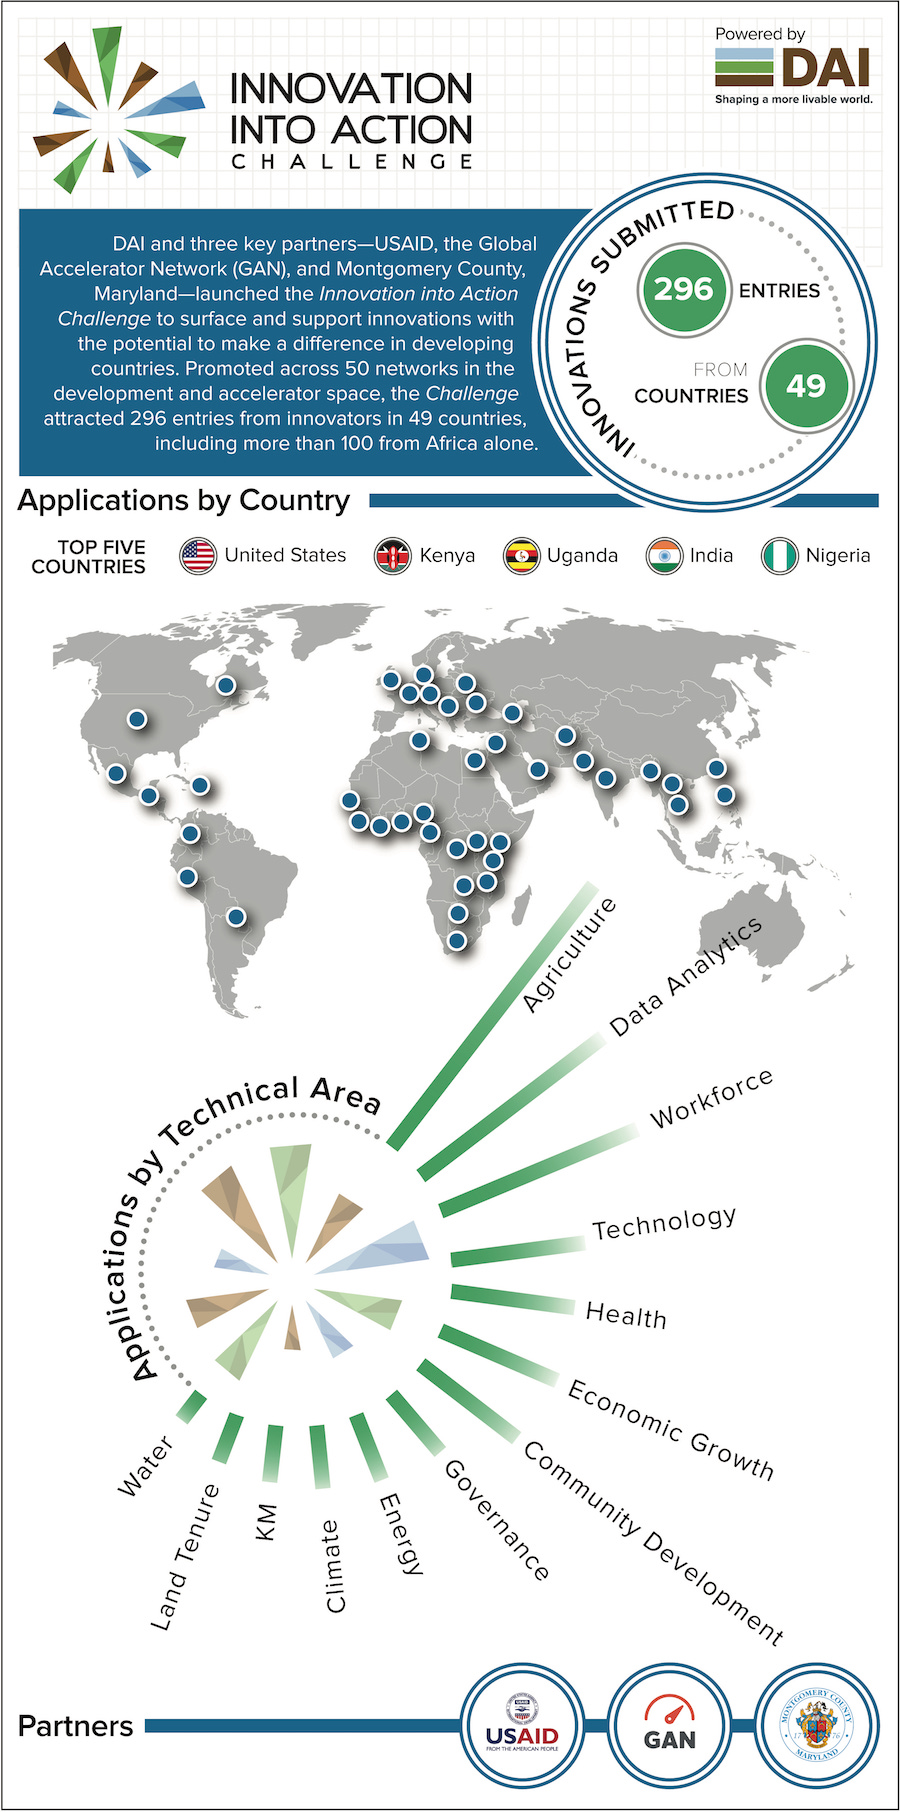 Powered by
DAI
Shaping a more livable world.
INNOVATION
INTO ACTION
CHALLENGE
DAI and three key partners—USAID, the Global
Accelerator Network (GAN), and Montgomery County,
Maryland—launched the Innovation into Action
Challenge to surface and support innovations with
the potential to make a difference in developing
countries. Promoted across 50 networks in the
development and accelerator space, the Challenge
attracted 296 entries from innovators in 49 countries,
including more than 100 from Africa alone.
INNOVATIONS SUBMITTED
296 ENTRIES
FROM
COUNTRIES 49
Applications by Country
TOP FIVE
COUNTRIES
United States
Kenya
Uganda
India
Nigeria
Applications by Technical Area
Agriculture
Data Analytics
Workforce
Technology
Health
Economic Growth
Community Development
Governance
Energy
Climate
KM
Land Tenure
Water
Partners
USAID
FROM THE AMERICAN PEOPLE
GAN
MONTGOMERY COUNTY
17 76
MARYLAND